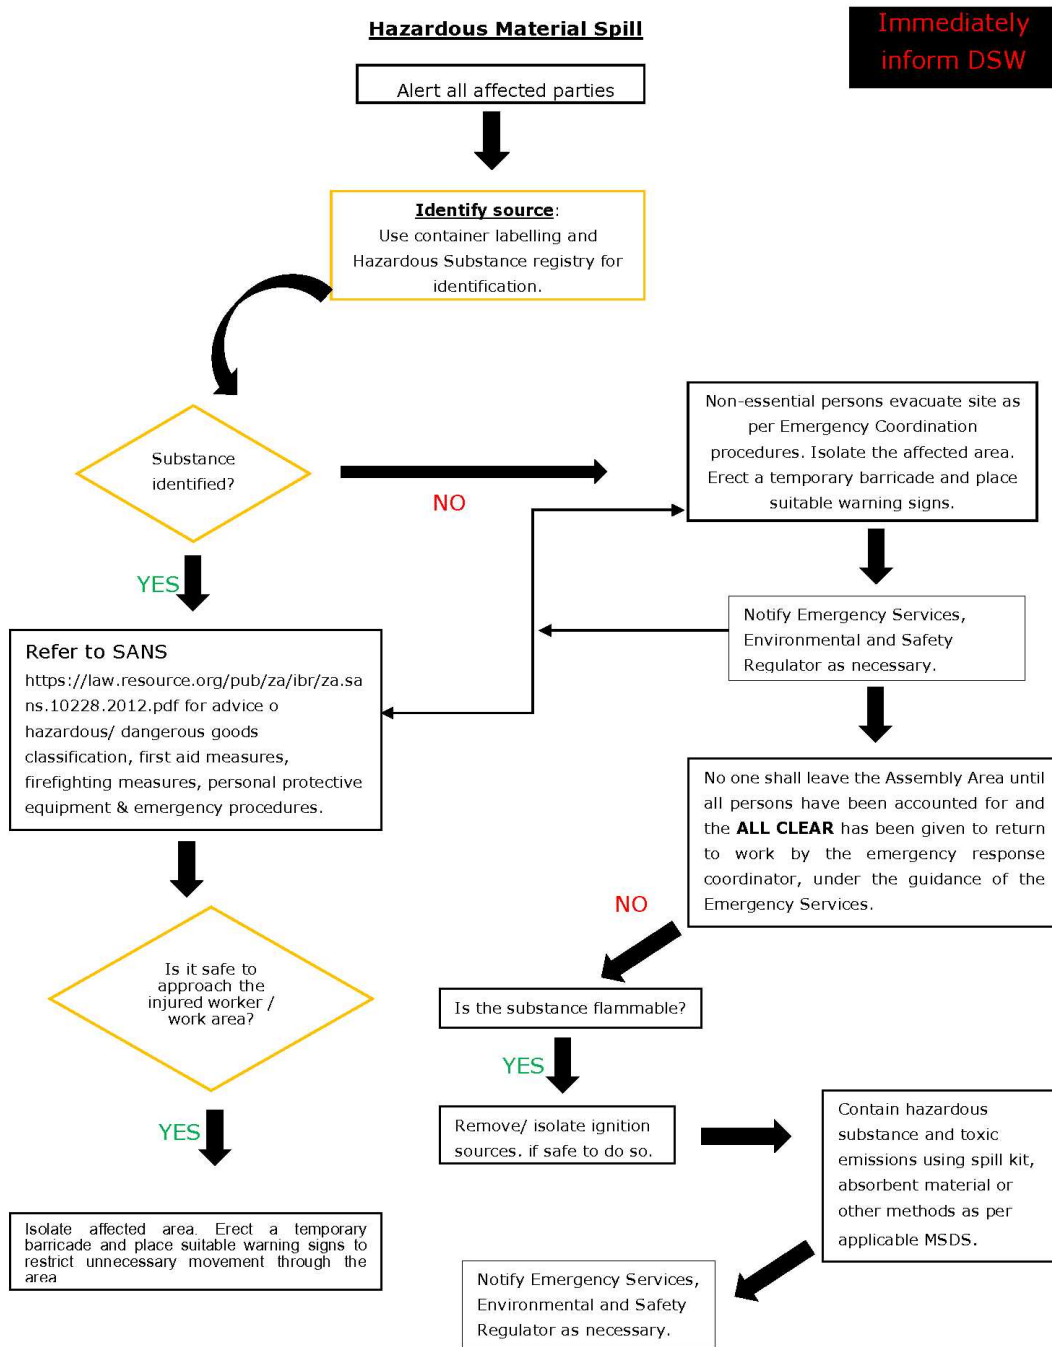 Hazardous Material Spill
Immediately
inform DSW
Alert all affected parties
Identify source:
Use container labelling and
Hazardous Substance registry for
identification.
Substance
identified?
NO
Non-essential persons evacuate site as
per Emergency Coordination
procedures. Isolate the affected area.
Erect a temporary barricade and place
suitable warning signs.
YES
Notify Emergency Services,
Environmental and Safety
Regulator as necessary.
Refer to SANS
https://law.resource.org/pub/za/ibr/za.sa
ns.10228.2012.pdf for advice o
hazardous/ dangerous goods
classification, first aid measures,
firefighting measures, personal protective
equipment & emergency procedures.
No one shall leave the Assembly Area until
all persons have been accounted for and
the ALL CLEAR has been given to return
to work by the emergency response
coordinator, under the guidance of the
Emergency Services.
NO
Is it safe to
approach the
injured worker /
work area?
Is the substance flammable?
YES
YES
Remove/ isolate ignition
sources. if safe to do so.
Contain hazardous
substance and toxic
emissions using spill kit,
absorbent material or
other methods as per
applicable MSDS.
Isolate affected area. Erect a temporary
barricade and place suitable warning signs to
restrict unnecessary movement through the
area
Notify Emergency Services,
Environmental and Safety
Regulator as necessary.